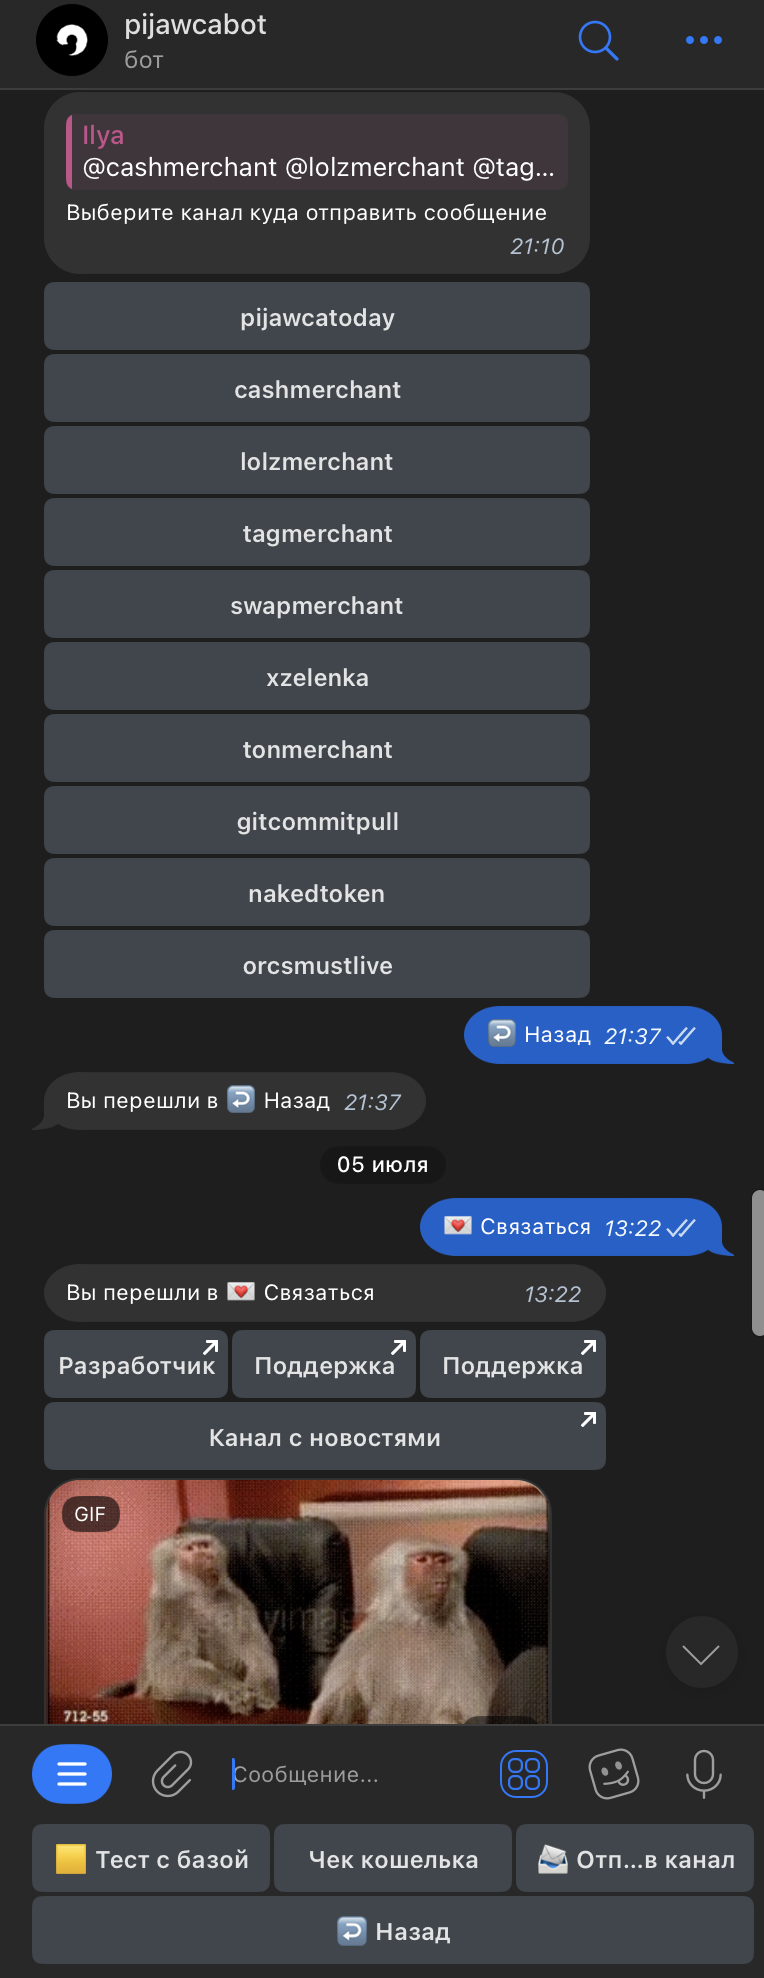 pijawcabot
бот
Ilya
@cashmerchant @lolzmerchant @tag...
Выберите канал куда отправить сообщение
21:10
pijawcatoday
cashmerchant
lolzmerchant
tagmerchant
swapmerchant
xzelenka
tonmerchant
gitcommitpull
nakedtoken
orcsmustlive
Назад 21:37
Вы перешли в Назад 21:37
05 июля
Связаться 13:22
Вы перешли в Связаться 13:22
Разработчик Поддержка Поддержка
Канал с новостями
GIF
712-55
Сообщение...
Тест с базой Чек кошелька Отп...в канал
Назад